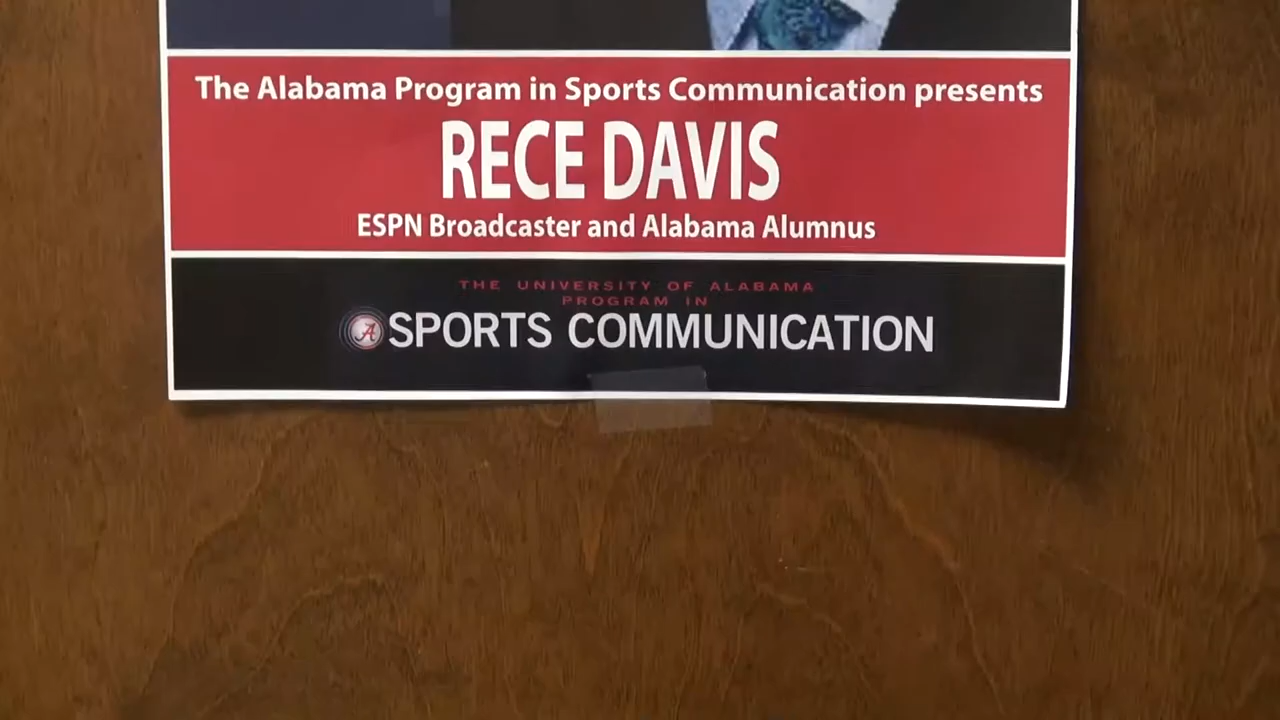 The Alabama Program in Sports Communication presents
RECE DAVIS
ESPN Broadcaster and Alabama Alumnus
THE UNIVERSITY OF ALABAMA
PROGRAM IN
A SPORTS COMMUNICATION